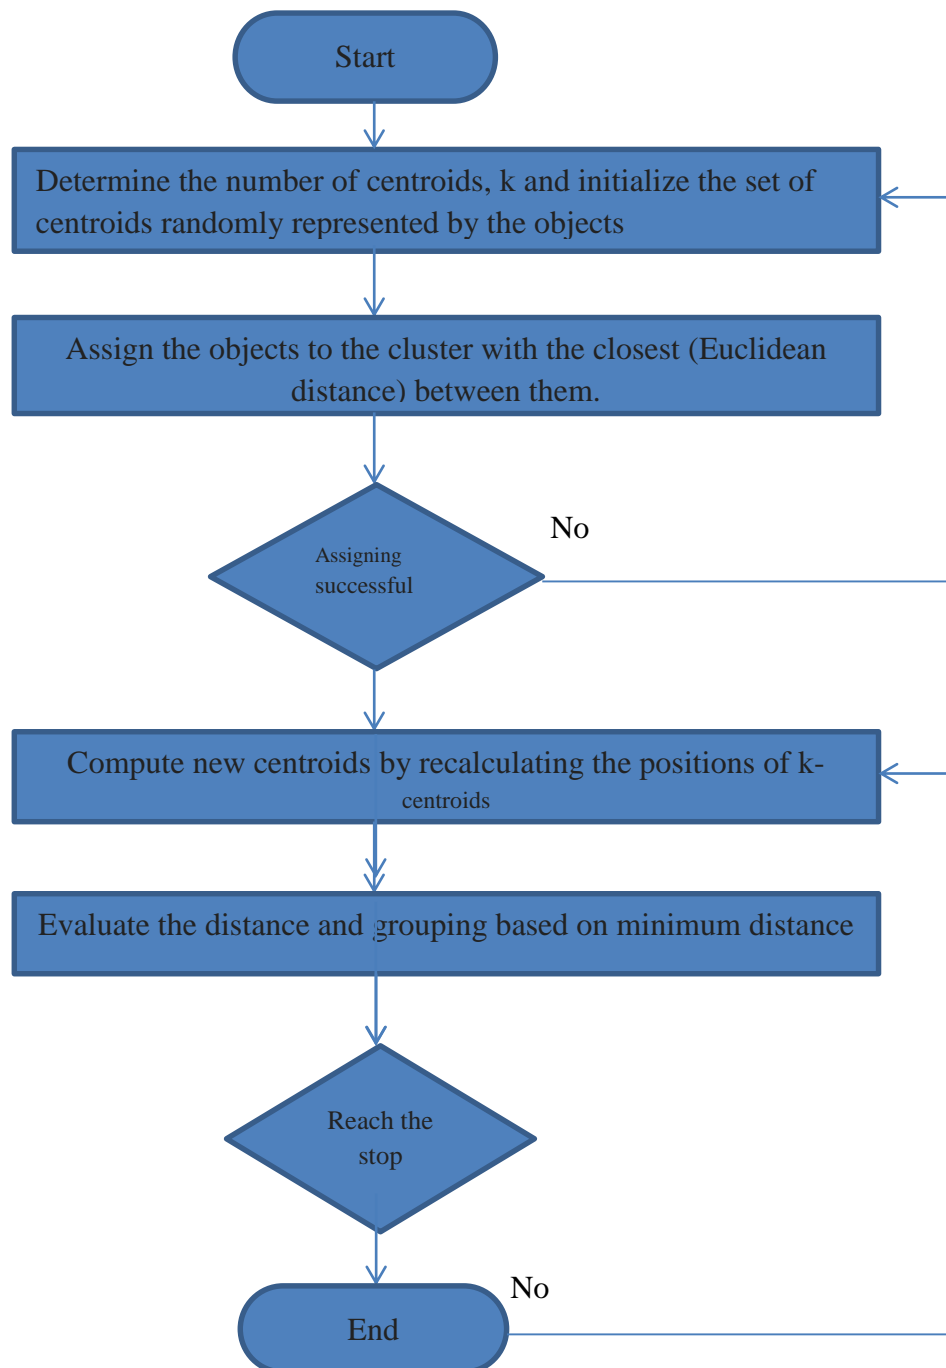 Start
Determine the number of centroids, k and initialize the set of
centroids randomly represented by the objects
Assign the objects to the cluster with the closest (Euclidean
distance) between them.
No
Assigning
successful
Compute new centroids by recalculating the positions of k-
centroids
Evaluate the distance and grouping based on minimum distance
Reach the
stop
No
End